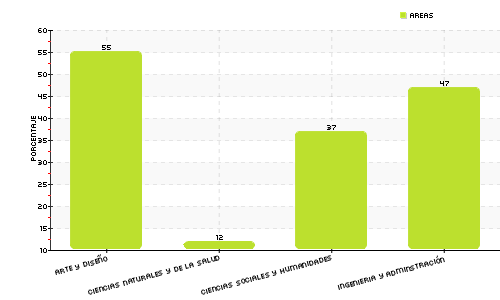 AREAS
60
55
50
45
40
35
30
25
20
15
10
PORCENTAJE
55
12
37
47
ARTE Y DISEÑO
CIENCIAS NATURALES Y DE LA SALUD
CIENCIAS SOCIALES Y HUMANIDADES
INGENIERIA Y ADMINSTRACIÓN